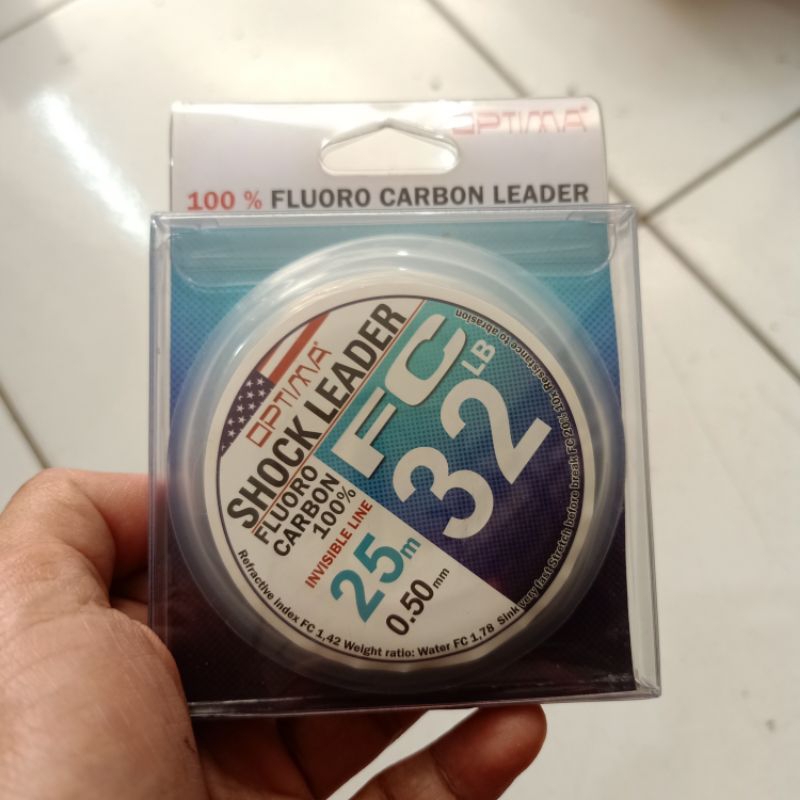 OPTIMA®
100 % FLUORO CARBON LEADER
OPTIMA®
SHOCK LEADER
FLUORO
CARBON
100%
INVISIBLE LINE
25m
0.50mm
FC
32LB
Refractive index FC 1,42 Weight ratio: Water FC 1,78 Sink very fast Stretch before break FC 20% 10x Resistance to abrasion